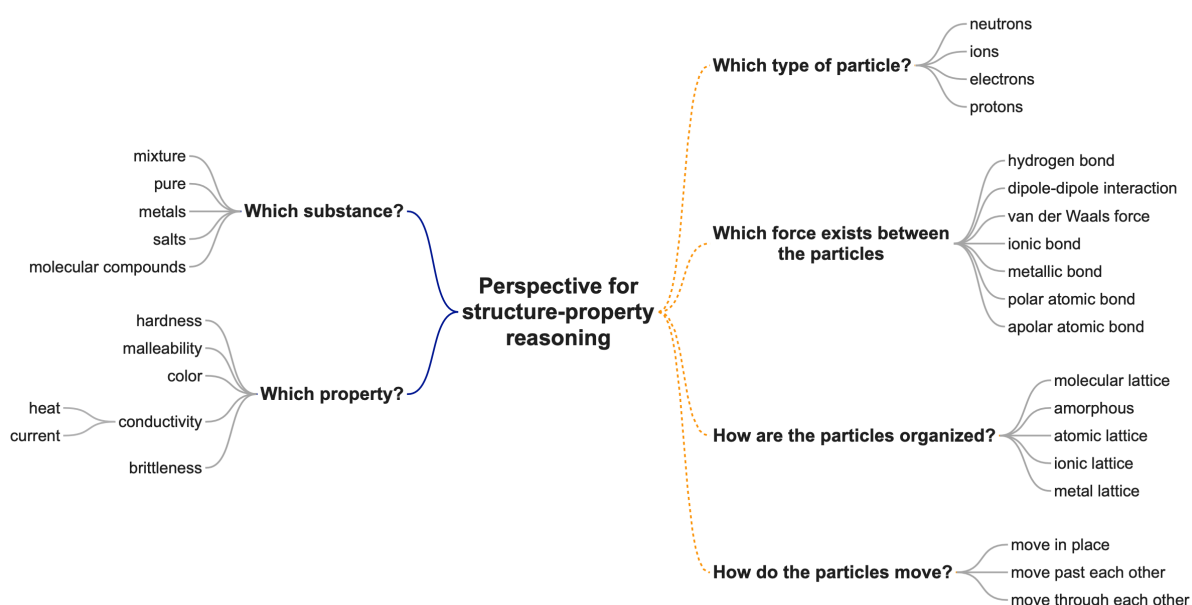 Perspective for
structure-property
reasoning
Which substance?
mixture
pure
metals
salts
molecular compounds
Which property?
hardness
malleability
color
conductivity
heat
current
brittleness
Which type of particle?
neutrons
ions
electrons
protons
Which force exists between
the particles
hydrogen bond
dipole-dipole interaction
van der Waals force
ionic bond
metallic bond
polar atomic bond
apolar atomic bond
How are the particles organized?
molecular lattice
amorphous
atomic lattice
ionic lattice
metal lattice
How do the particles move?
move in place
move past each other
move through each other